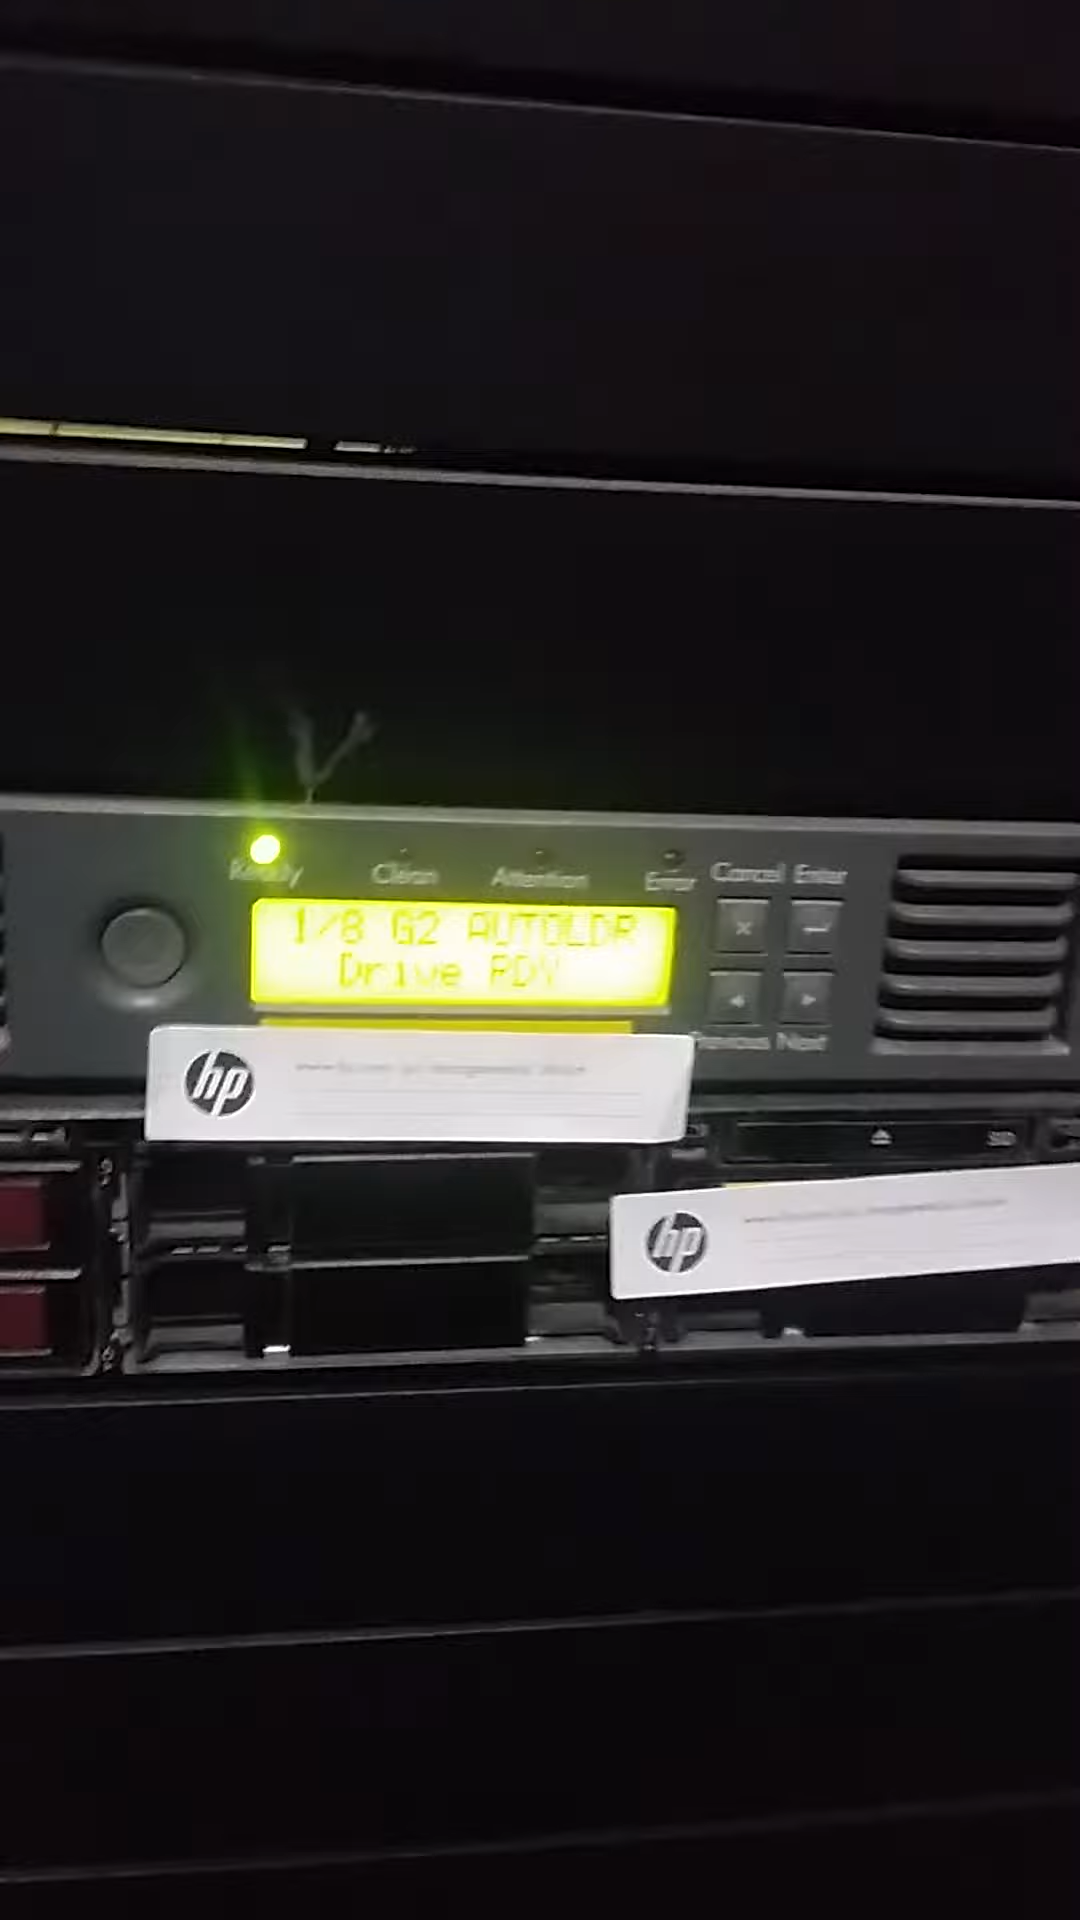 Ready Clean Attention Error Cancel Enter
1/8 G2 AUTOLDR
Drive RDY
Previous Next
hp
hp